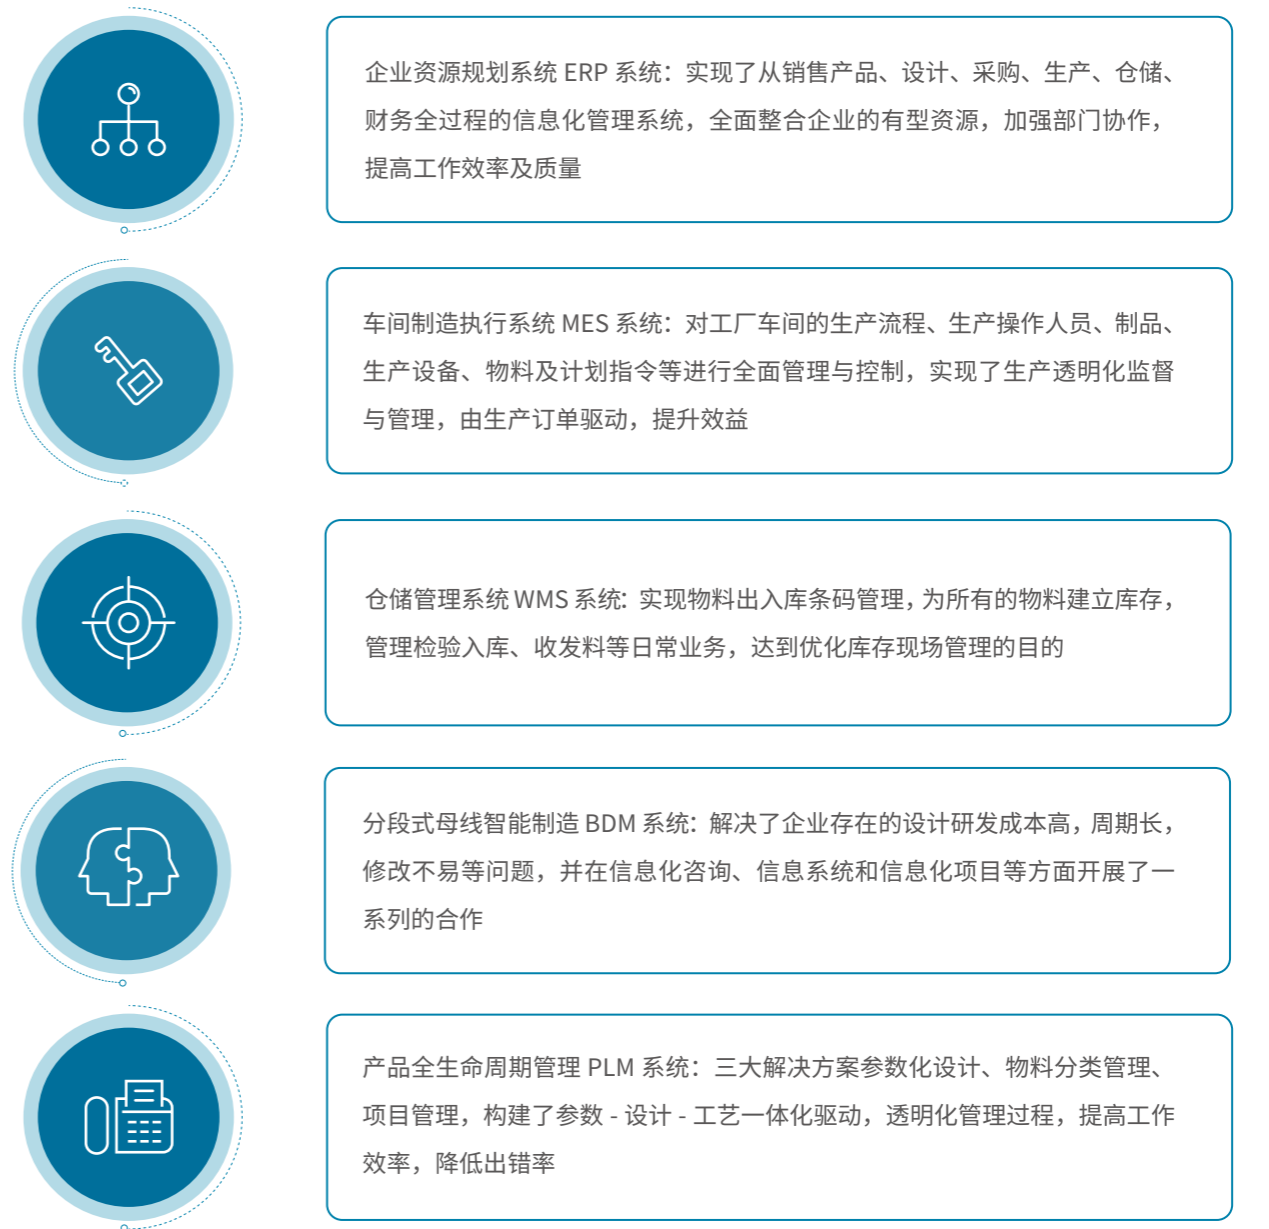 企业资源规划系统 ERP 系统：实现了从销售产品、设计、采购、生产、仓储、
财务全过程的信息化管理系统，全面整合企业的有型资源，加强部门协作，
提高工作效率及质量
车间制造执行系统 MES 系统：对工厂车间的生产流程、生产操作人员、制品、
生产设备、物料及计划指令等进行全面管理与控制，实现了生产透明化监督
与管理，由生产订单驱动，提升效益
仓储管理系统 WMS 系统：实现物料出入库条码管理，为所有的物料建立库存，
管理检验入库、收发料等日常业务，达到优化库存现场管理的目的
分段式母线智能制造 BDM 系统：解决了企业存在的设计研发成本高，周期长，
修改不易等问题，并在信息化咨询、信息系统和信息化项目等方面开展了一
系列的合作
产品全生命周期管理 PLM 系统：三大解决方案参数化设计、物料分类管理、
项目管理，构建了参数 - 设计 - 工艺一体化驱动，透明化管理过程，提高工作
效率，降低出错率